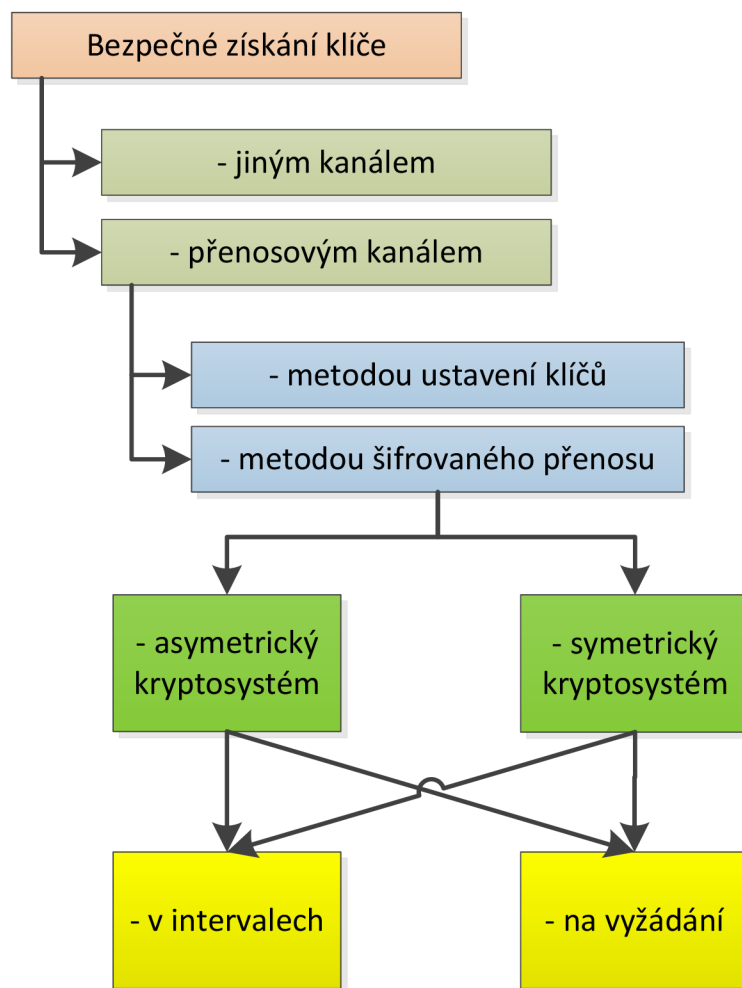 Bezpečné získání klíče
- jiným kanálem
- přenosovým kanálem
- metodou ustavení klíčů
- metodou šifrovaného přenosu
- asymetrický
kryptosystém
- symetrický
kryptosystém
- v intervalech
- na vyžádání